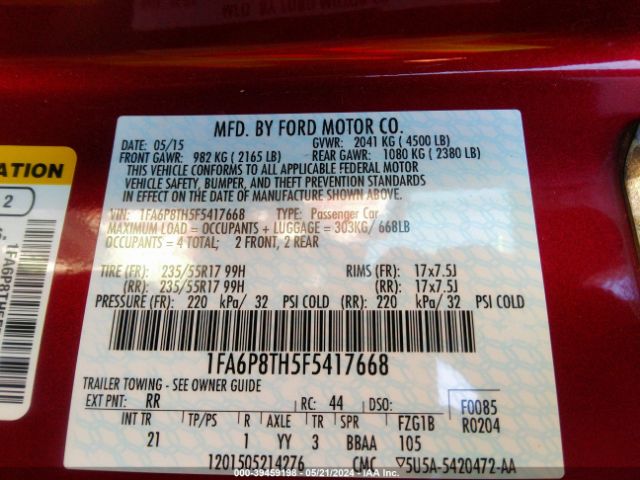 MFD. BY FORD MOTOR CO.
DATE: 05/15 GVWR: 2041 KG ( 4500 LB)
FRONT GAWR: 982 KG ( 2165 LB) REAR GAWR: 1080 KG ( 2380 LB)
THIS VEHICLE CONFORMS TO ALL APPLICABLE FEDERAL MOTOR
VEHICLE SAFETY, BUMPER, AND THEFT PREVENTION STANDARDS
IN EFFECT ON THE DATE OF MANUFACTURE SHOWN ABOVE.
VIN: 1FA6P8TH5F5417668 TYPE: Passenger Car
MAXIMUM LOAD = OCCUPANTS + LUGGAGE = 303KG/ 668LB
OCCUPANTS = 4 TOTAL; 2 FRONT, 2 REAR
TIRE (FR): 235/55R17 99H RIMS (FR): 17x7.5J
(RR): 235/55R17 99H (RR): 17x7.5J
PRESSURE (FR): 220 kPa/ 32 PSI COLD (RR): 220 kPa/ 32 PSI COLD
1FA6P8TH5F5417668
TRAILER TOWING - SEE OWNER GUIDE
EXT PNT: RR RC: 44 DSO: F0085
INT TR TP/PS R AXLE TR SPR FZG1B R0204
21 1 YY 3 BBAA 105
1201505214276 CMC ▽5U5A-5420472-AA
2
000-39459198 - 05/21/2024 - IAAI.COM